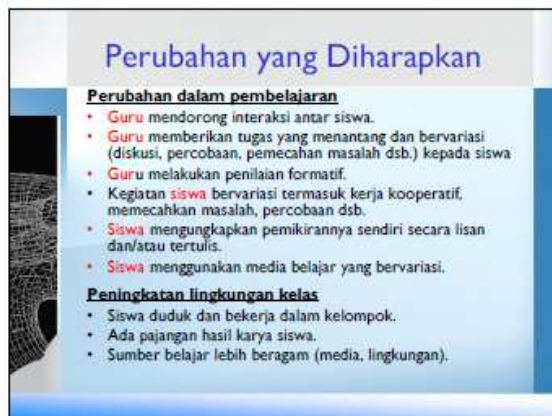 Perubahan yang Diharapkan
Perubahan dalam pembelajaran
• Guru mendorong interaksi antar siswa.
• Guru memberikan tugas yang menantang dan bervariasi
(diskusi, percobaan, pemecahan masalah dsb.) kepada siswa
• Guru melakukan penilaian formatif.
• Kegiatan siswa bervariasi termasuk kerja kooperatif,
memecahkan masalah, percobaan dsb.
• Siswa mengungkapkan pemikirannya sendiri secara lisan
dan/atau tertulis.
• Siswa menggunakan media belajar yang bervariasi.
Peningkatan lingkungan kelas
• Siswa duduk dan bekerja dalam kelompok.
• Ada pajangan hasil karya siswa.
• Sumber belajar lebih beragam (media, lingkungan).